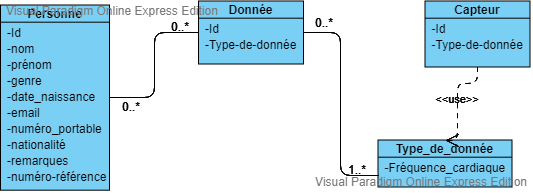 Visual Paradigm Online Express Edition
Personne
-Id
-nom
-prénom
-genre
-date_naissance
-email
-numéro_portable
-nationalité
-remarques
-numéro-référence
0..*
0..*
Donnée
-Id
-Type-de-donnée
0..*
1..*
Capteur
-Id
-Type-de-donnée
<<use>>
Type_de_donnée
-Fréquence_cardiaque
Visual Paradigm Online Express Edition